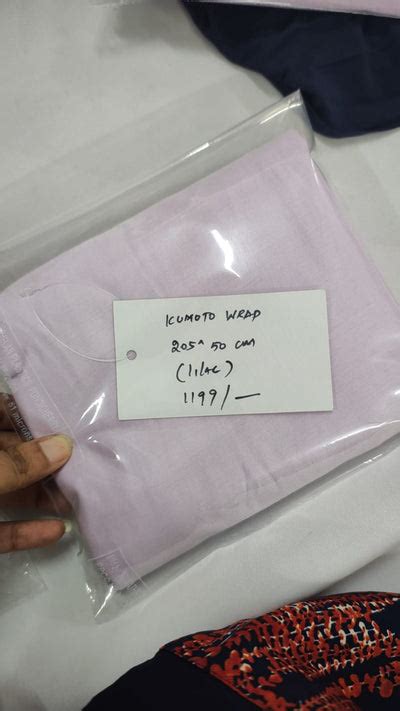 KUMOTO WRAP
205^ 50 CM
(LILAC)
1199/—